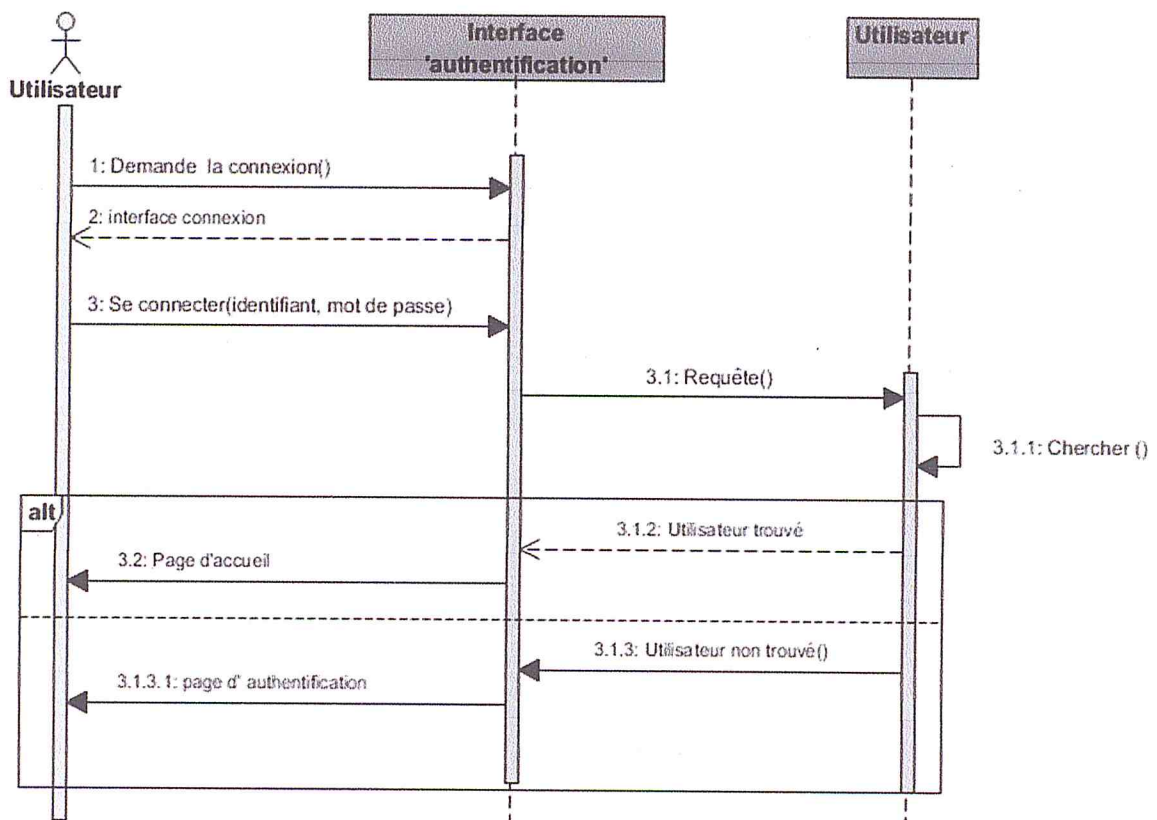 Interface
'authentification'
Utilisateur
Utilisateur
1: Demande la connexion()
2: interface connexion
3: Se connecter(identifiant, mot de passe)
3.1: Requête()
3.1.1: Chercher ()
alt
3.1.2: Utilisateur trouvé
3.2: Page d'accueil
3.1.3: Utilisateur non trouvé()
3.1.3.1: page d' authentification